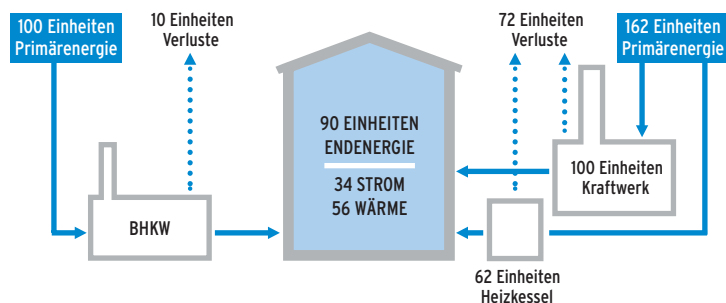 100 Einheiten
Primärenergie
10 Einheiten
Verluste
72 Einheiten
Verluste
162 Einheiten
Primärenergie
90 EINHEITEN
ENDENERGIE
34 STROM
56 WÄRME
100 Einheiten
Kraftwerk
BHKW
62 Einheiten
Heizkessel